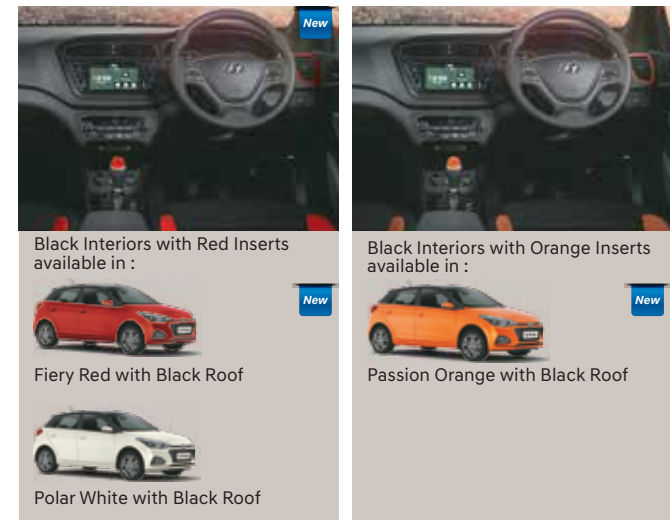 New
Black Interiors with Red Inserts
available in :
New
Fiery Red with Black Roof
Polar White with Black Roof
Black Interiors with Orange Inserts
available in :
New
Passion Orange with Black Roof